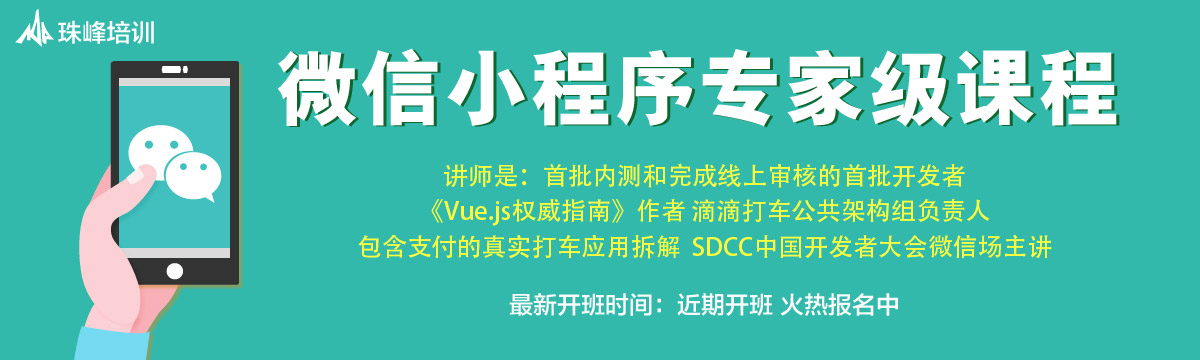 珠峰培训
微信小程序专家级课程
讲师是：首批内测和完成线上审核的首批开发者
《Vue.js权威指南》作者 滴滴打车公共架构组负责人
包含支付的真实打车应用拆解 SDCC中国开发者大会微信场主讲
最新开班时间：近期开班 火热报名中